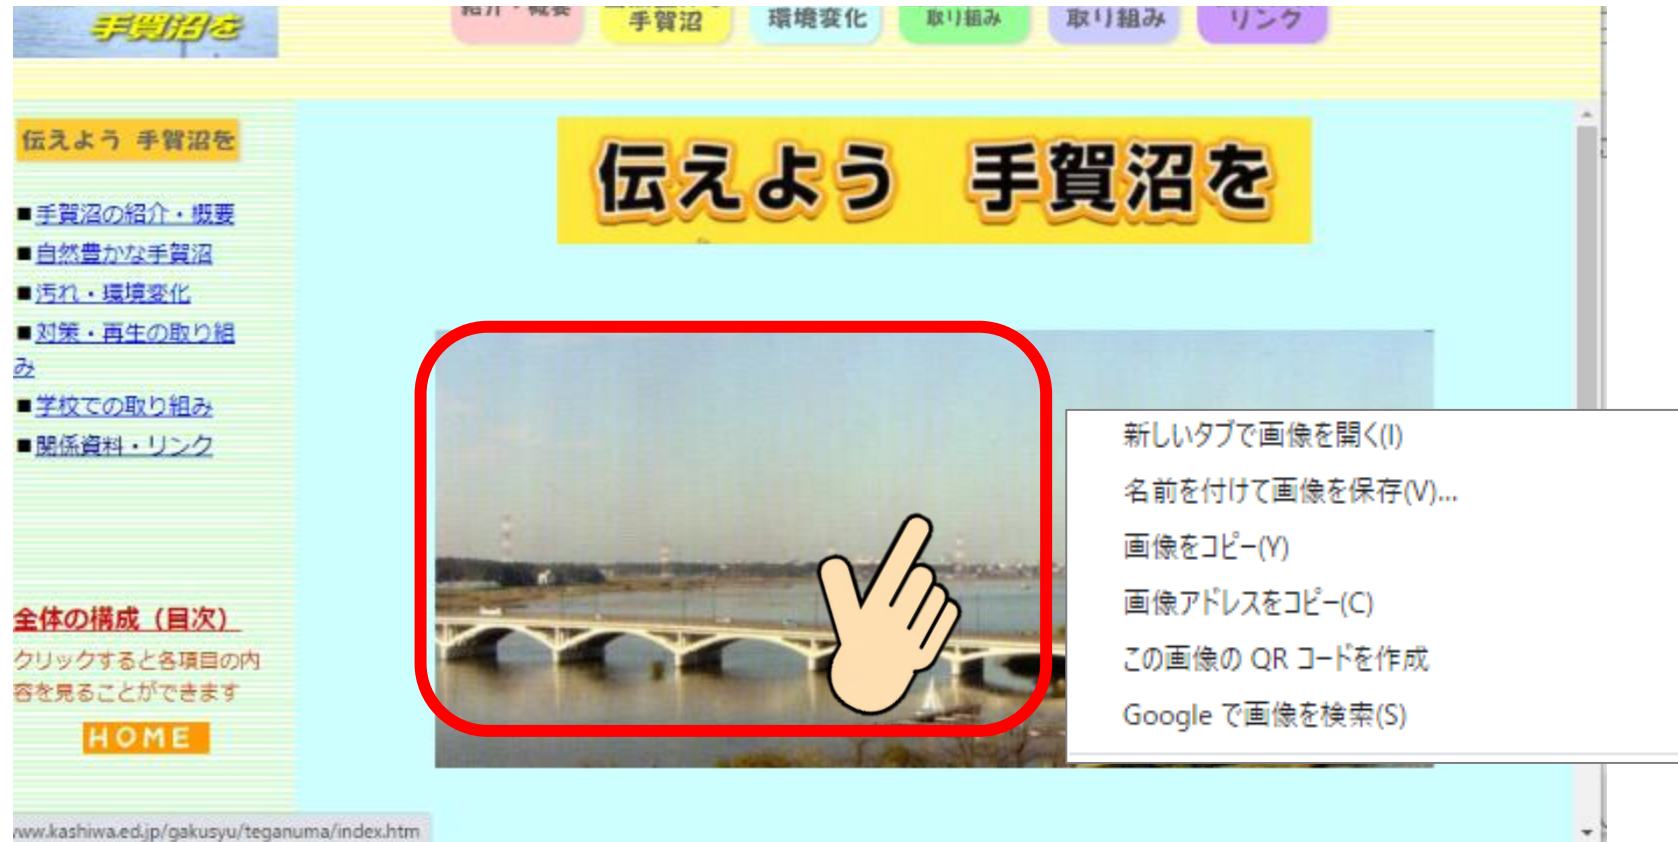 手賀沼を
紹介・概要
手賀沼
環境変化
取り組み
取り組み
リンク
伝えよう 手賀沼を
■手賀沼の紹介・概要
■自然豊かな手賀沼
■汚れ・環境変化
■対策・再生の取り組
み
■学校での取り組み
■関係資料・リンク
全体の構成（目次）
クリックすると各項目の内
容を見ることができます
HOME
伝えよう 手賀沼を
新しいタブで画像を開く(I)
名前を付けて画像を保存(V)...
画像をコピー(Y)
画像アドレスをコピー(C)
この画像の QR コードを作成
Google で画像を検索(S)
www.kashiwa.ed.jp/gakusyu/teganuma/index.htm